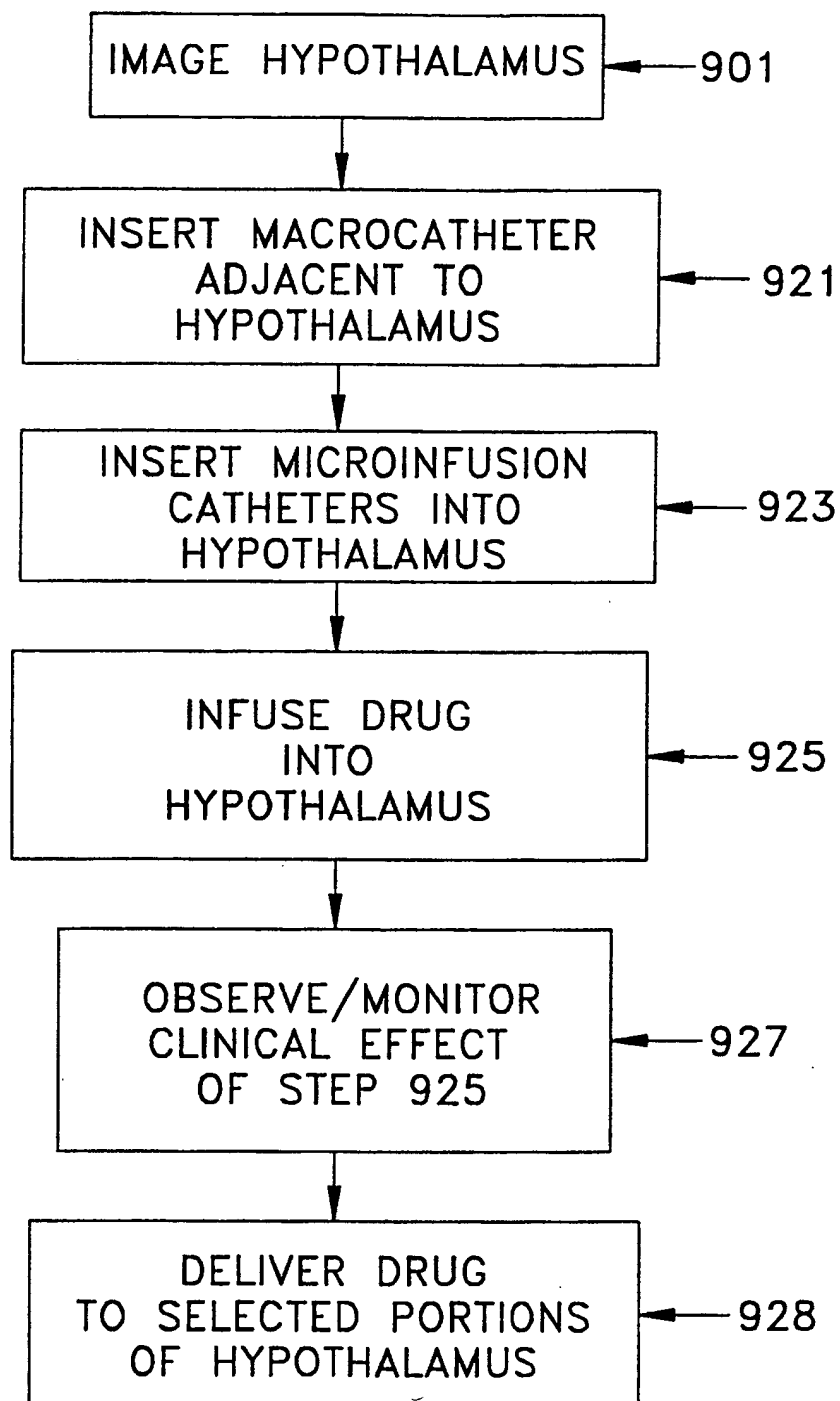 IMAGE HYPOTHALAMUS
901
INSERT MACROCATHETER
ADJACENT TO
HYPOTHALAMUS
921
INSERT MICROINFUSION
CATHETERS INTO
HYPOTHALAMUS
923
INFUSE DRUG
INTO
HYPOTHALAMUS
925
OBSERVE/MONITOR
CLINICAL EFFECT
OF STEP 925
927
DELIVER DRUG
TO SELECTED PORTIONS
OF HYPOTHALAMUS
928